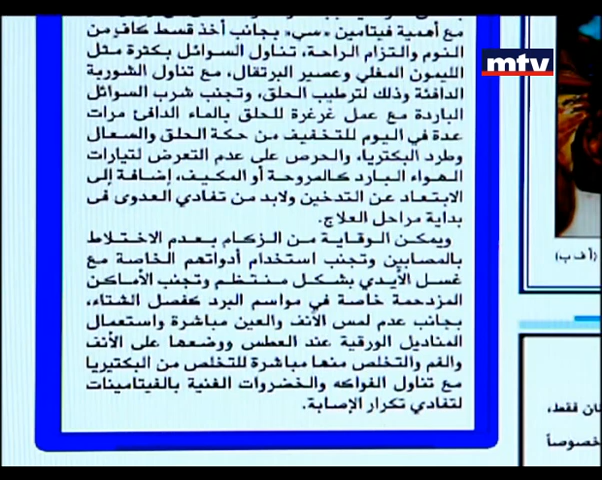 مع أهمية فيتامين «سي» بجانب أخذ قسط كافٍ من
النوم والتزام الراحة، تناول السوائل بكثرة مثل
الليمون المغلي وعصير البرتقال، مع تناول الشوربة
الدافئة وذلك لترطيب الحلق، وتجنب شرب السوائل
الباردة مع عمل غرغرة للحلق بالماء الدافئ مرات
عدة في اليوم للتخفيف من حكة الحلق والسعال
وطرد البكتريا، والحرص على عدم التعرض لتيارات
الهواء البارد كالمروحة أو المكيف، إضافة إلى
الابتعاد عن التدخين ولابد من تفادي العدوى فى
بداية مراحل العلاج.
ويمكن الوقاية من الزكام بعدم الاختلاط
بالمصابين وتجنب استخدام أدواتهم الخاصة مع
غسل الأيدي بشكل منتظم وتجنب الأماكن
المزدحمة خاصة في مواسم البرد كفصل الشتاء،
بجانب عدم لمس الأنف والعين مباشرة واستعمال
المناديل الورقية عند العطس ووضعها على الأنف
والفم والتخلص منها مباشرة للتخلص من البكتيريا
مع تناول الفواكه والخضروات الغنية بالفيتامينات
لتفادي تكرار الإصابة.
mtv
(أ ف ب)
فقط،
خصوصاً